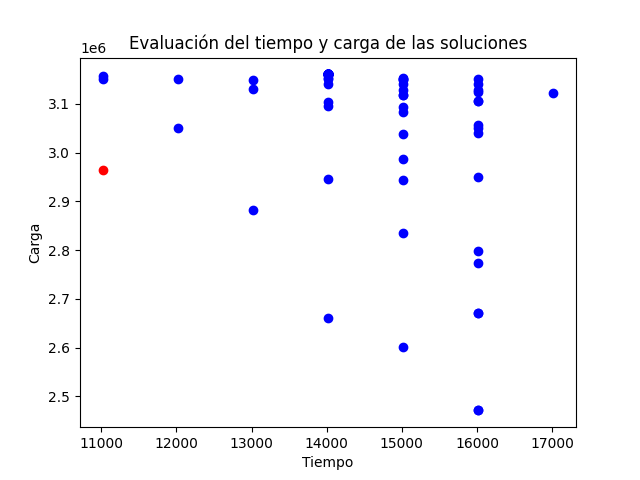 Evaluación del tiempo y carga de las soluciones
1e6
3.1
3.0
2.9
2.8
2.7
2.6
2.5
Carga
11000 12000 13000 14000 15000 16000 17000
Tiempo